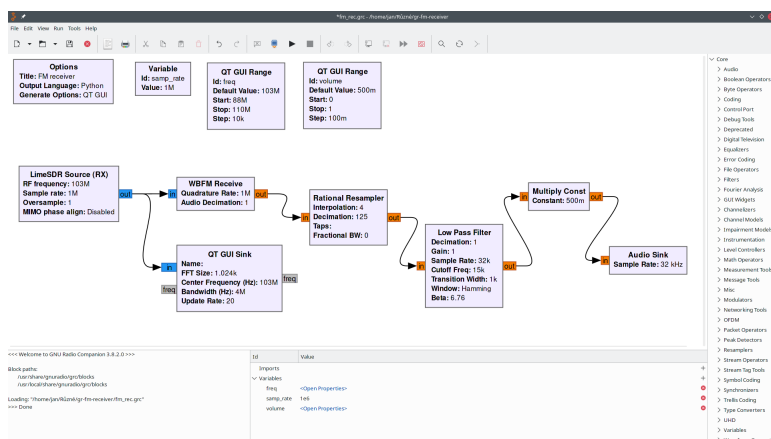 *fm_rec.grc - /home/jan/Různé/gr-fm-receiver
File Edit View Run Tools Help
Options
Title: FM receiver
Output Language: Python
Generate Options: QT GUI
Variable
Id: samp_rate
Value: 1M
QT GUI Range
Id: freq
Default Value: 103M
Start: 88M
Stop: 110M
Step: 10k
QT GUI Range
Id: volume
Default Value: 500m
Start: 0
Stop: 1
Step: 100m
LimeSDR Source (RX)
RF frequency: 103M
Sample rate: 1M
Oversample: 1
MIMO phase align: Disabled
out
in
WBFM Receive
Quadrature Rate: 1M
Audio Decimation: 1
out
in
Rational Resampler
Interpolation: 4
Decimation: 125
Taps:
Fractional BW: 0
out
in
freq
QT GUI Sink
Name:
FFT Size: 1.024k
Center Frequency (Hz): 103M
Bandwidth (Hz): 4M
Update Rate: 20
freq
in
Low Pass Filter
Decimation: 1
Gain: 1
Sample Rate: 32k
Cutoff Freq: 15k
Transition Width: 1k
Window: Hamming
Beta: 6.76
out
in
Multiply Const
Constant: 500m
out
in
Audio Sink
Sample Rate: 32 kHz
Core
Audio
Boolean Operators
Byte Operators
Coding
Control Port
Debug Tools
Deprecated
Digital Television
Equalizers
Error Coding
File Operators
Filters
Fourier Analysis
GUI Widgets
Channelizers
Channel Models
Impairment Models
Instrumentation
Level Controllers
Math Operators
Measurement Tools
Message Tools
Misc
Modulators
Networking Tools
OFDM
Packet Operators
Peak Detectors
Resamplers
Stream Operators
Stream Tag Tools
Symbol Coding
Synchronizers
Trellis Coding
Type Converters
UHD
Variables
<<< Welcome to GNU Radio Companion 3.8.2.0 >>>
Block paths:
/usr/share/gnuradio/grc/blocks
/usr/local/share/gnuradio/grc/blocks
Loading: "/home/jan/Různé/gr-fm-receiver/fm_rec.grc"
>>> Done
Id Value
Imports
Variables
freq <Open Properties>
samp_rate 1e6
volume <Open Properties>